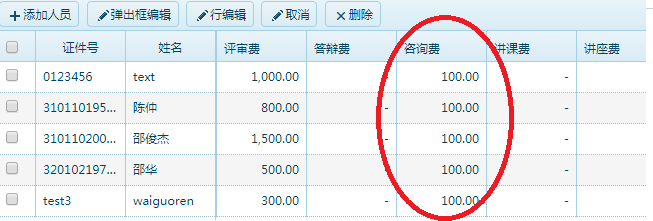 添加人员 弹出框编辑 行编辑 取消 删除
证件号 姓名 评审费 答辩费 咨询费 讲课费 讲座费
0123456 text 1,000.00 - 100.00 -
310110195... 陈仲 800.00 - 100.00 -
310110200... 邵俊杰 1,500.00 - 100.00 -
320102197... 邵华 500.00 - 100.00 -
test3 waiguoren 300.00 - 100.00 -